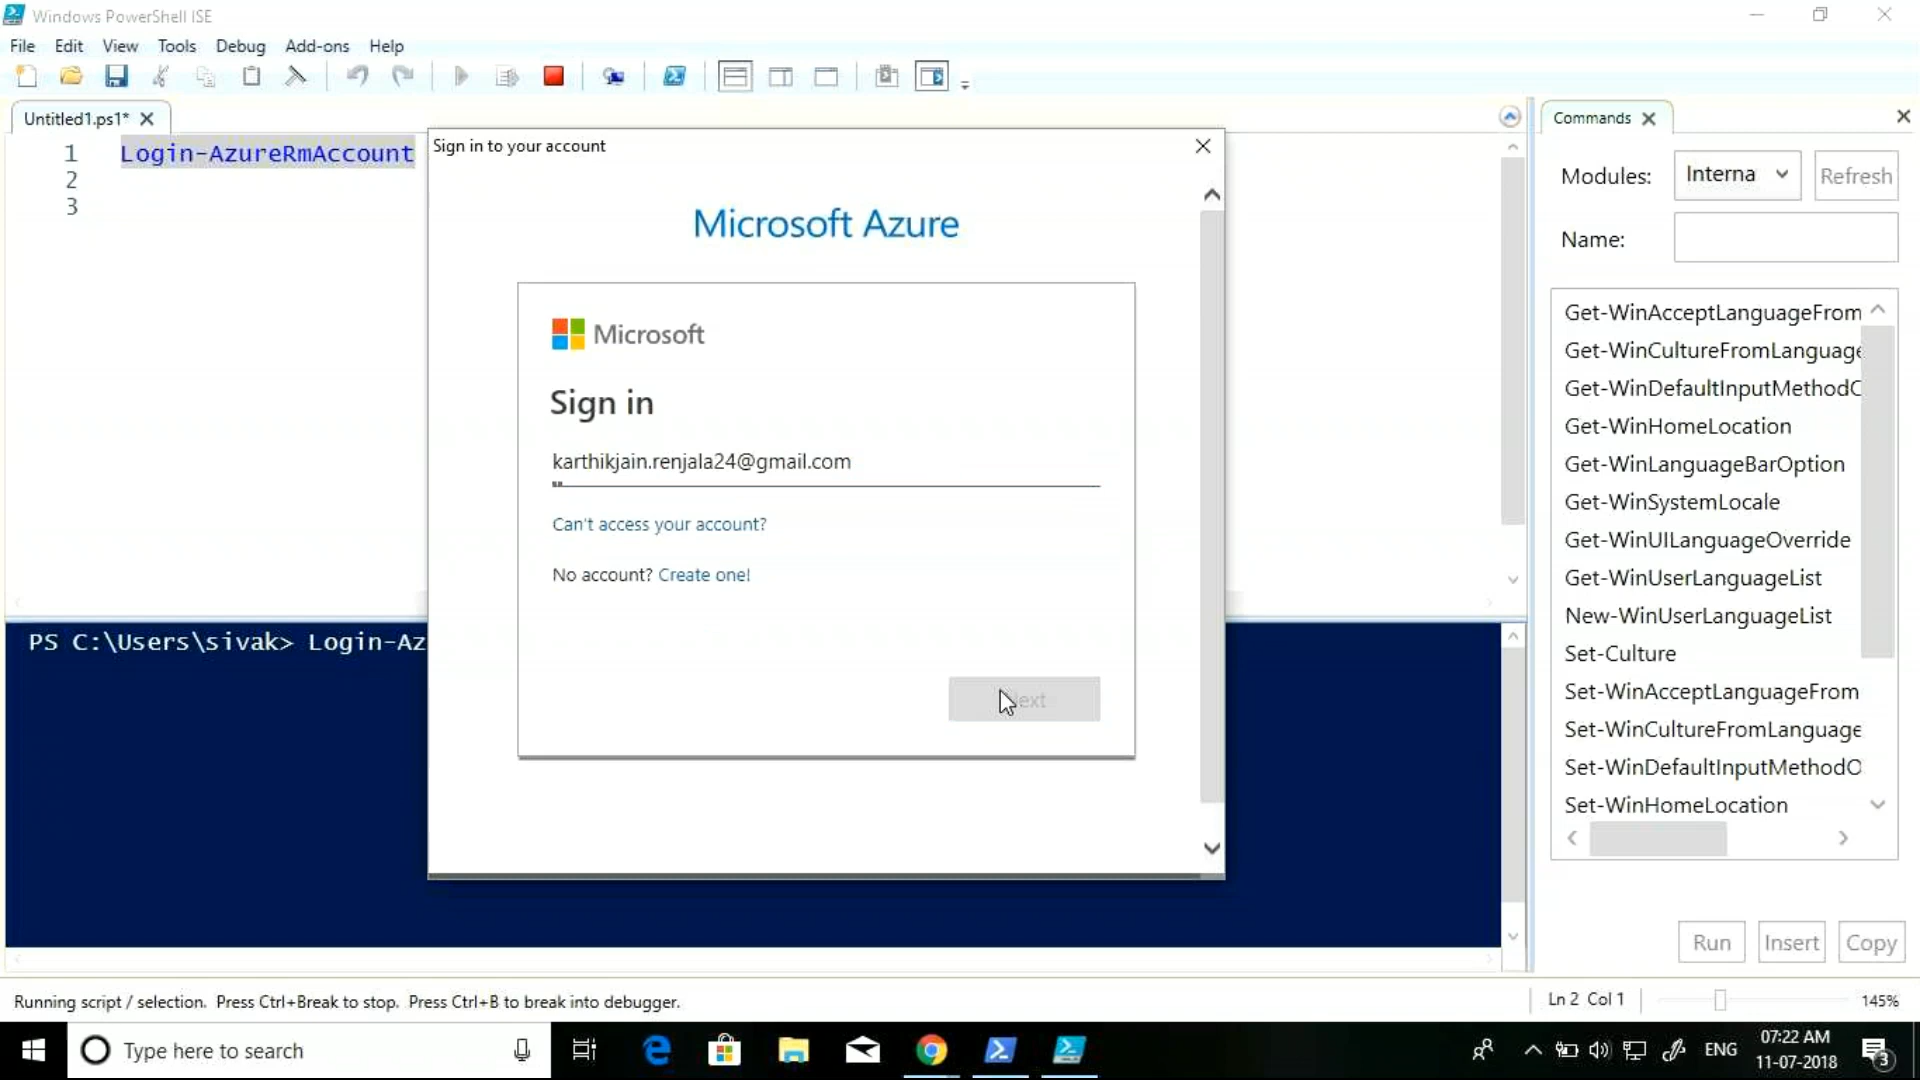 Windows PowerShell ISE
File Edit View Tools Debug Add-ons Help
Untitled1.ps1*
1 Login-AzureRmAccount
2
3
Sign in to your account
Microsoft Azure
Microsoft
Sign in
karthikjain.renjala24@gmail.com
Can't access your account?
No account? Create one!
PS C:\Users\sivak> Login-Az
Commands
Modules: Interna Refresh
Name:
Get-WinAcceptLanguageFrom
Get-WinCultureFromLanguage
Get-WinDefaultInputMethodO
Get-WinHomeLocation
Get-WinLanguageBarOption
Get-WinSystemLocale
Get-WinUILanguageOverride
Get-WinUserLanguageList
New-WinUserLanguageList
Set-Culture
Set-WinAcceptLanguageFrom
Set-WinCultureFromLanguage
Set-WinDefaultInputMethodO
Set-WinHomeLocation
Run Insert Copy
Running script / selection. Press Ctrl+Break to stop. Press Ctrl+B to break into debugger.
Ln 2 Col 1
145%
Type here to search
ENG
07:22 AM
11-07-2018
3